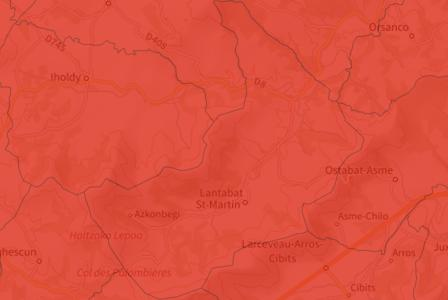 Orsanco
D745
D408
Iholdy
D8
Ostabat-Asme
Lantabat
St-Martin
Azkonbegi
Asme-Chilo
Haltzako Lepoa
Larceveau-Arros-
Cibits
Arros
Col des Palombières
Cibits